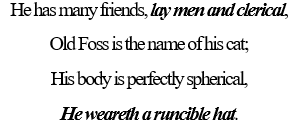 He has many friends, lay men and clerical,
Old Foss is the name of his cat;
His body is perfectly spherical,
He weareth a runcible hat.